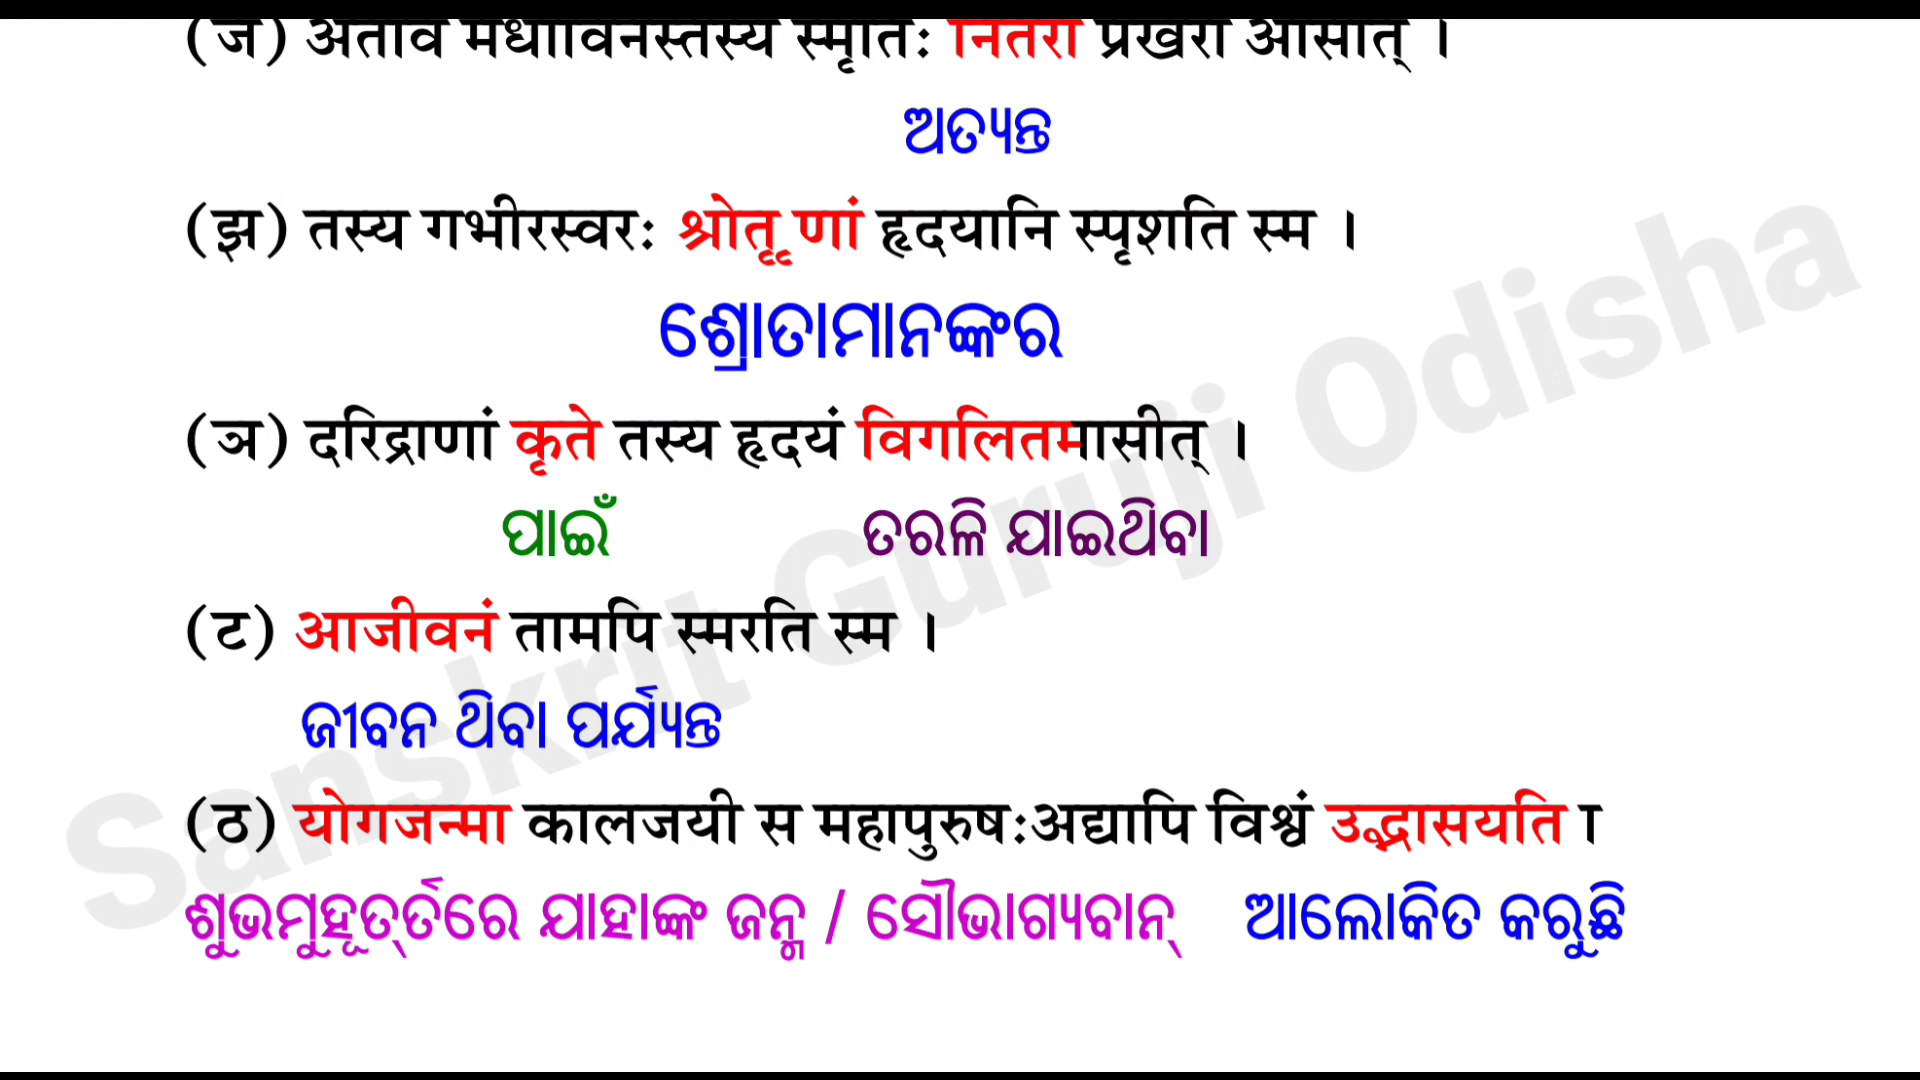 (ज) अतीव मेधाविनस्तस्य स्मृतिः नितरां प्रखरा आसीत् ।
ଅତ୍ୟନ୍ତ
(झ) तस्य गभीरस्वरः श्रोतृृणां हृदयानि स्पृशति स्म ।
ଶ୍ରୋତାମାନଙ୍କର
(ञ) दरिद्राणां कृते तस्य हृदयं विगलितमासीत् ।
ପାଇଁ ତରଳି ଯାଇଥିବା
(ट) आजीवनं तामपि स्मरति स्म ।
ଜୀବନ ଥିବା ପର୍ଯ୍ୟନ୍ତ
(ठ) योगजन्मा कालजयी स महापुरुषःअद्यापि विश्वं उद्भासयति ा
ଶୁଭମୁହୂର୍ତ୍ତରେ ଯାହାଙ୍କ ଜନ୍ମ / ସୌଭାଗ୍ୟବାନ୍ ଆଲୋକିତ କରୁଛି
Sanskrit Guruji Odisha